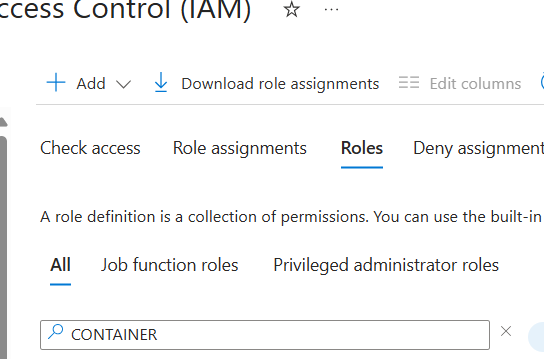 ccess Control (IAM) ☆ ···
+ Add Download role assignments Edit columns
Check access Role assignments Roles Deny assignment
A role definition is a collection of permissions. You can use the built-in
All Job function roles Privileged administrator roles
CONTAINER